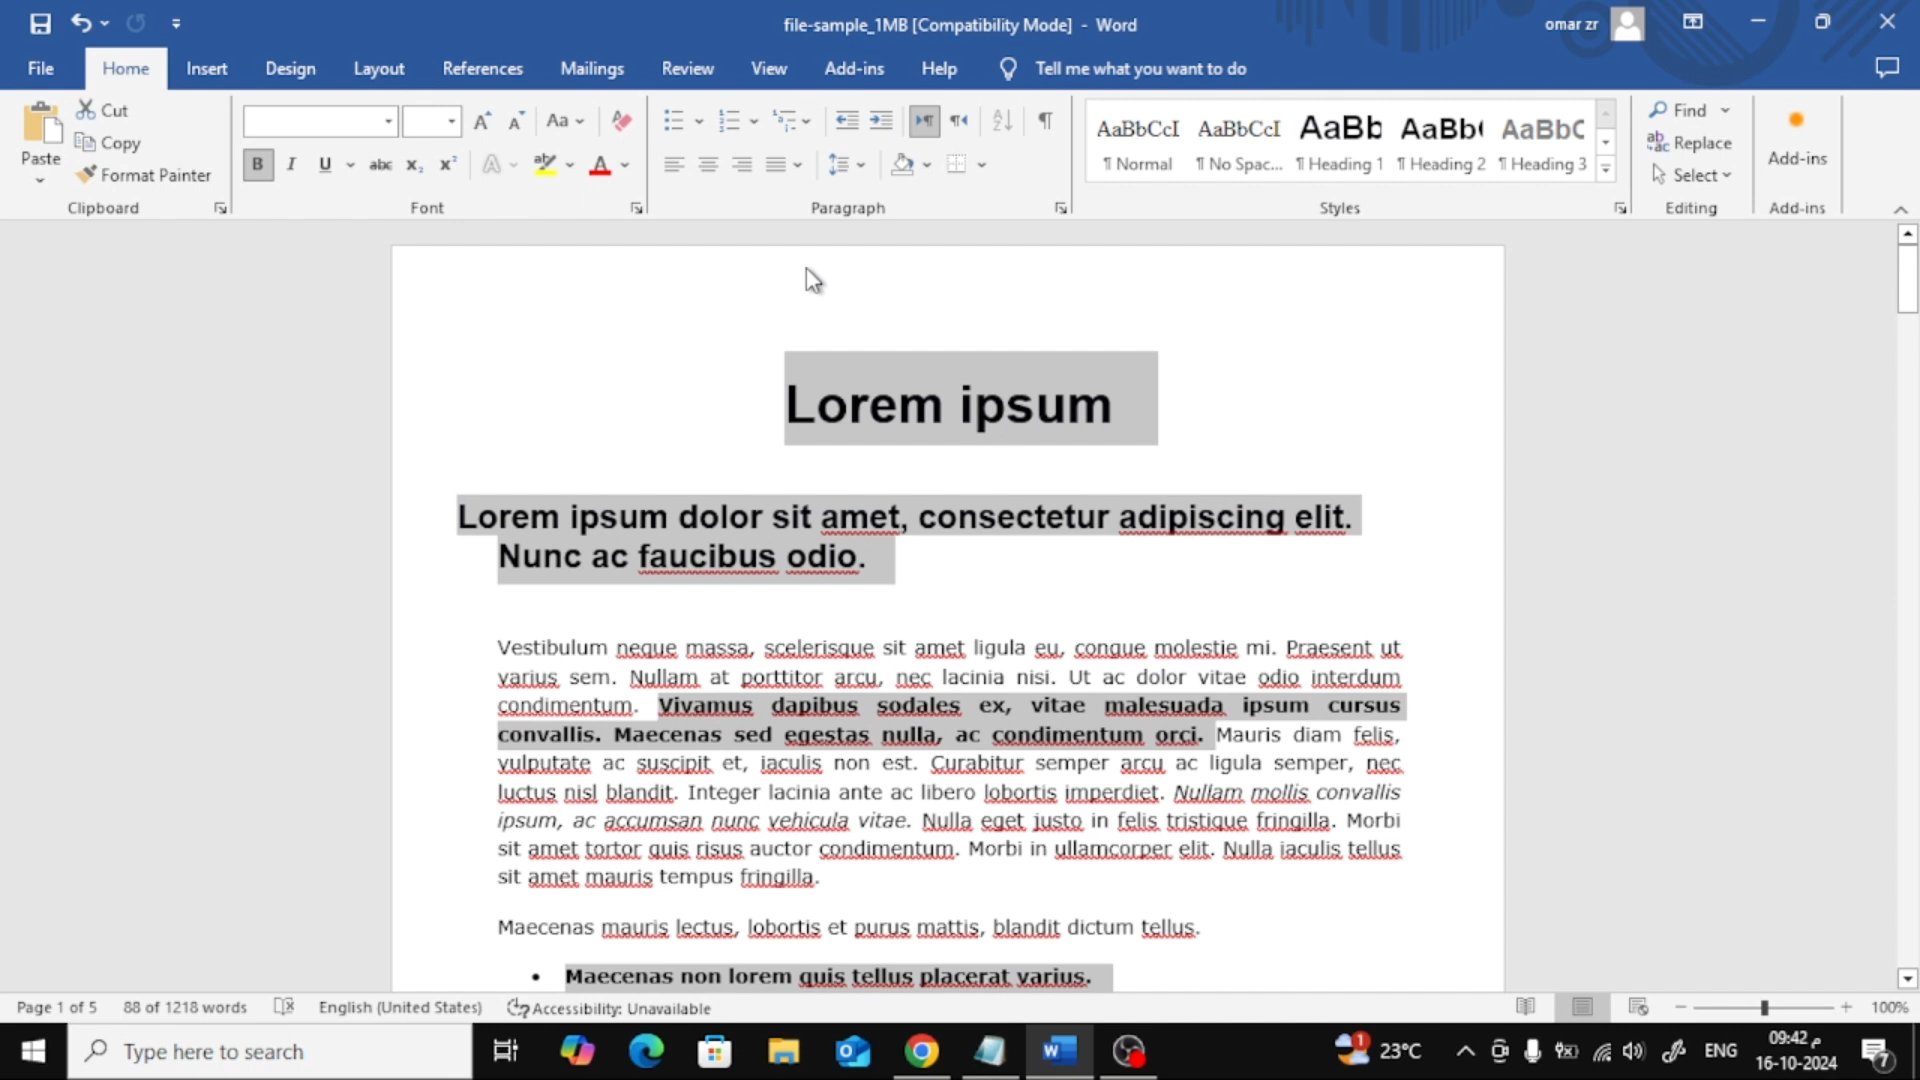 file-sample_1MB [Compatibility Mode] - Word
omar zr
File Home Insert Design Layout References Mailings Review View Add-ins Help Tell me what you want to do
Paste
Cut
Copy
Format Painter
Clipboard
Aa
B I U abc X₂ X² A A
Font
Paragraph
AaBbCcI AaBbCcI AaBb AaBb( AaBbC
¶ Normal ¶ No Spac... ¶ Heading 1 ¶ Heading 2 ¶ Heading 3
Styles
Find
Replace
Select
Editing
Add-ins
Add-ins
Lorem ipsum
Lorem ipsum dolor sit amet, consectetur adipiscing elit.
Nunc ac faucibus odio.
Vestibulum neque massa, scelerisque sit amet ligula eu, congue molestie mi. Praesent ut
varius sem. Nullam at porttitor arcu, nec lacinia nisi. Ut ac dolor vitae odio interdum
condimentum. Vivamus dapibus sodales ex, vitae malesuada ipsum cursus
convallis. Maecenas sed egestas nulla, ac condimentum orci. Mauris diam felis,
vulputate ac suscipit et, iaculis non est. Curabitur semper arcu ac ligula semper, nec
luctus nisl blandit. Integer lacinia ante ac libero lobortis imperdiet. Nullam mollis convallis
ipsum, ac accumsan nunc vehicula vitae. Nulla eget justo in felis tristique fringilla. Morbi
sit amet tortor quis risus auctor condimentum. Morbi in ullamcorper elit. Nulla iaculis tellus
sit amet mauris tempus fringilla.
Maecenas mauris lectus, lobortis et purus mattis, blandit dictum tellus.
• Maecenas non lorem quis tellus placerat varius.
Page 1 of 5 88 of 1218 words English (United States) Accessibility: Unavailable 100%
Type here to search
1 23°C ENG
09:42 م
16-10-2024
7